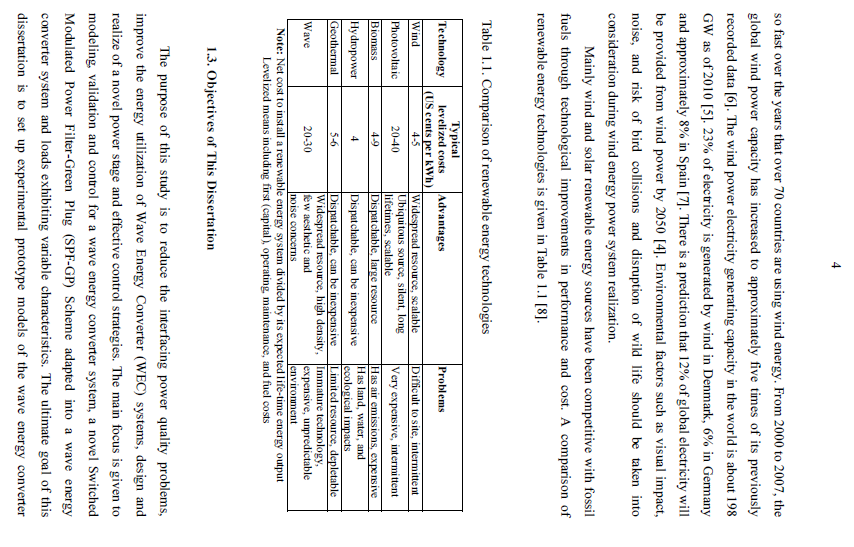 4
so fast over the years that over 70 countries are using wind energy. From 2000 to 2007, the
global wind power capacity has increased to approximately five times of its previously
recorded data [6]. The wind power electricity generating capacity in the world is about 198
GW as of 2010 [5]. 23% of electricity is generated by wind in Denmark, 6% in Germany
and approximately 8% in Spain [7]. There is a prediction that 12% of global electricity will
be provided from wind power by 2050 [4]. Environmental factors such as visual impact,
noise, and risk of bird collisions and disruption of wild life should be taken into
consideration during wind energy power system realization.
Mainly wind and solar renewable energy sources have been competitive with fossil
fuels through technological improvements in performance and cost. A comparison of
renewable energy technologies is given in Table 1.1 [8].
Table 1.1. Comparison of renewable energy technologies
Technology Typical levelized costs (US cents per kWh) Advantages Problems
Wind 4-5 Widespread resource, scalable Difficult to site, intermittent
Photovoltaic 20-40 Ubiquitous source, silent, long lifetimes, scalable Very expensive, intermittent
Biomass 4-9 Dispatchable, large resource Has air emissions, expensive
Hydropower 4 Dispatchable, can be inexpensive Has land, water, and ecological impacts
Geothermal 5-6 Dispatchable, can be inexpensive Limited resource, depletable
Wave 20-30 Widespread resource, high density, few aesthetic and noise concerns Immature technology, expensive, unpredictable environment
Note: Net cost to install a renewable energy system divided by its expected life-time energy output
Levelized means including first (capital), operating, maintenance, and fuel costs
1.3. Objectives of This Dissertation
The purpose of this study is to reduce the interfacing power quality problems,
improve the energy utilization of Wave Energy Converter (WEC) systems, design and
realize of a novel power stage and effective control strategies. The main focus is given to
modeling, validation and control for a wave energy converter system, a novel Switched
Modulated Power Filter-Green Plug (SPF-GP) Scheme adapted into a wave energy
converter system and loads exhibiting variable characteristics. The ultimate goal of this
dissertation is to set up experimental prototype models of the wave energy converter